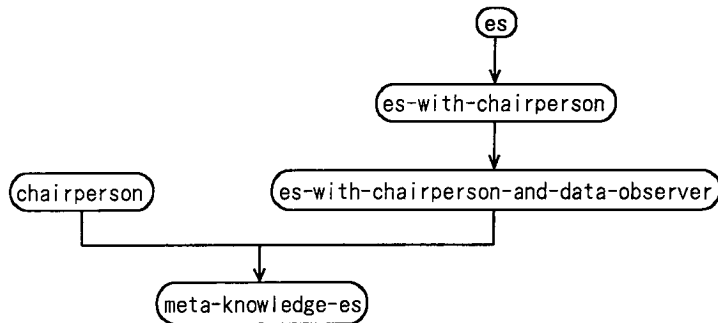 es
es-with-chairperson
chairperson
es-with-chairperson-and-data-observer
meta-knowledge-es